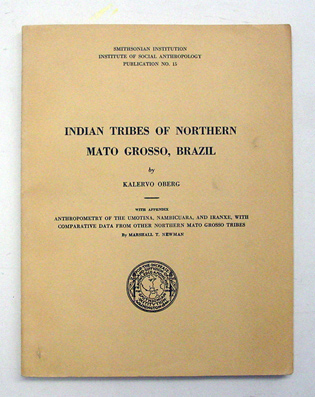 SMITHSONIAN INSTITUTION
INSTITUTE OF SOCIAL ANTHROPOLOGY
PUBLICATION NO. 15
INDIAN TRIBES OF NORTHERN
MATO GROSSO, BRAZIL
by
KALERVO OBERG
WITH APPENDIX
ANTHROPOMETRY OF THE UMOTINA, NAMBICUARA, AND IRANXE, WITH
COMPARATIVE DATA FROM OTHER NORTHERN MATO GROSSO TRIBES
By MARSHALL T. NEWMAN